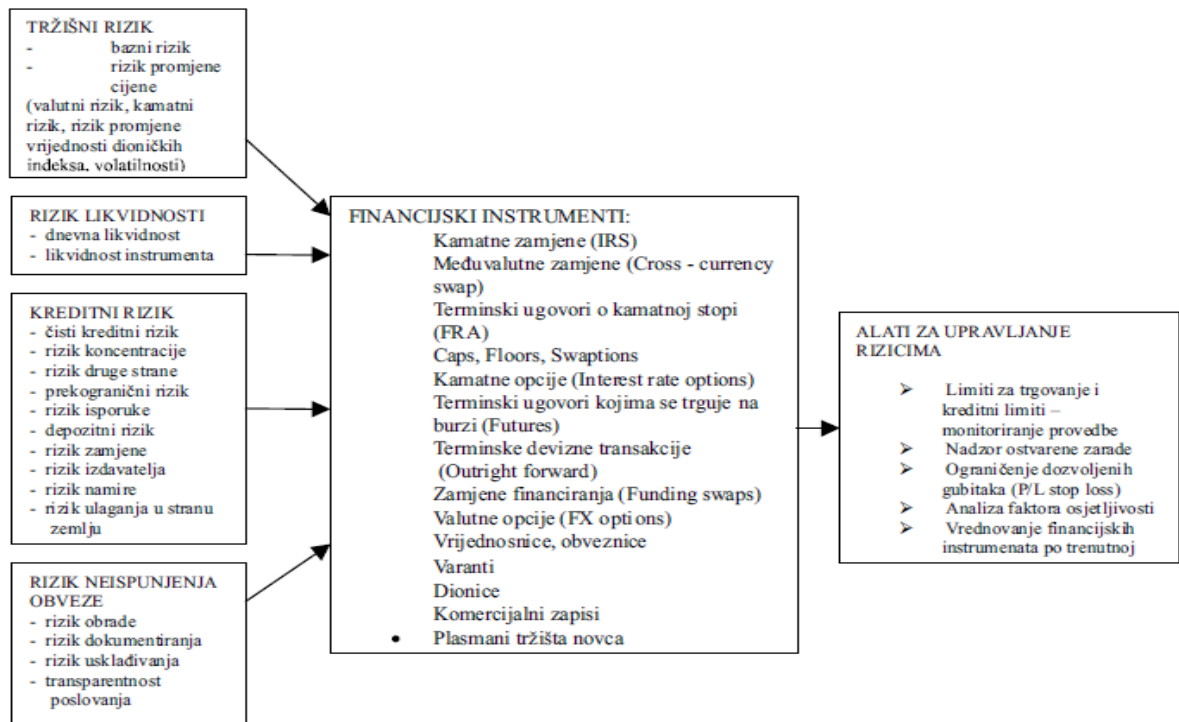 TRŽIŠNI RIZIK
- bazni rizik
- rizik promjene
cijene
(valutni rizik, kamatni
rizik, rizik promjene
vrijednosti dioničkih
indeksa, volatilnosti)
RIZIK LIKVIDNOSTI
- dnevna likvidnost
- likvidnost instrumenta
KREDITNI RIZIK
- čisti kreditni rizik
- rizik koncentracije
- rizik druge strane
- prekogranični rizik
- rizik isporuke
- depozitni rizik
- rizik zamjene
- rizik izdavatelja
- rizik namire
- rizik ulaganja u stranu
zemlju
RIZIK NEISPUNJENJA
OBVEZE
- rizik obrade
- rizik dokumentiranja
- rizik usklađivanja
- transparentnost
poslovanja
FINANCIJSKI INSTRUMENTI:
Kamatne zamjene (IRS)
Međuvalutne zamjene (Cross - currency
swap)
Terminski ugovori o kamatnoj stopi
(FRA)
Caps, Floors, Swaptions
Kamatne opcije (Interest rate options)
Terminski ugovori kojima se trguje na
burzi (Futures)
Terminske devizne transakcije
(Outright forward)
Zamjene financiranja (Funding swaps)
Valutne opcije (FX options)
Vrijednosnice, obveznice
Varanti
Dionice
Komercijalni zapisi
• Plasmani tržišta novca
ALATI ZA UPRAVLJANJE
RIZICIMA
➢ Limiti za trgovanje i
kreditni limiti –
monitoriranje provedbe
➢ Nadzor ostvarene zarade
➢ Ograničenje dozvoljenih
gubitaka (P/L stop loss)
➢ Analiza faktora osjetljivosti
➢ Vrednovanje financijskih
instrumenata po trenutnoj